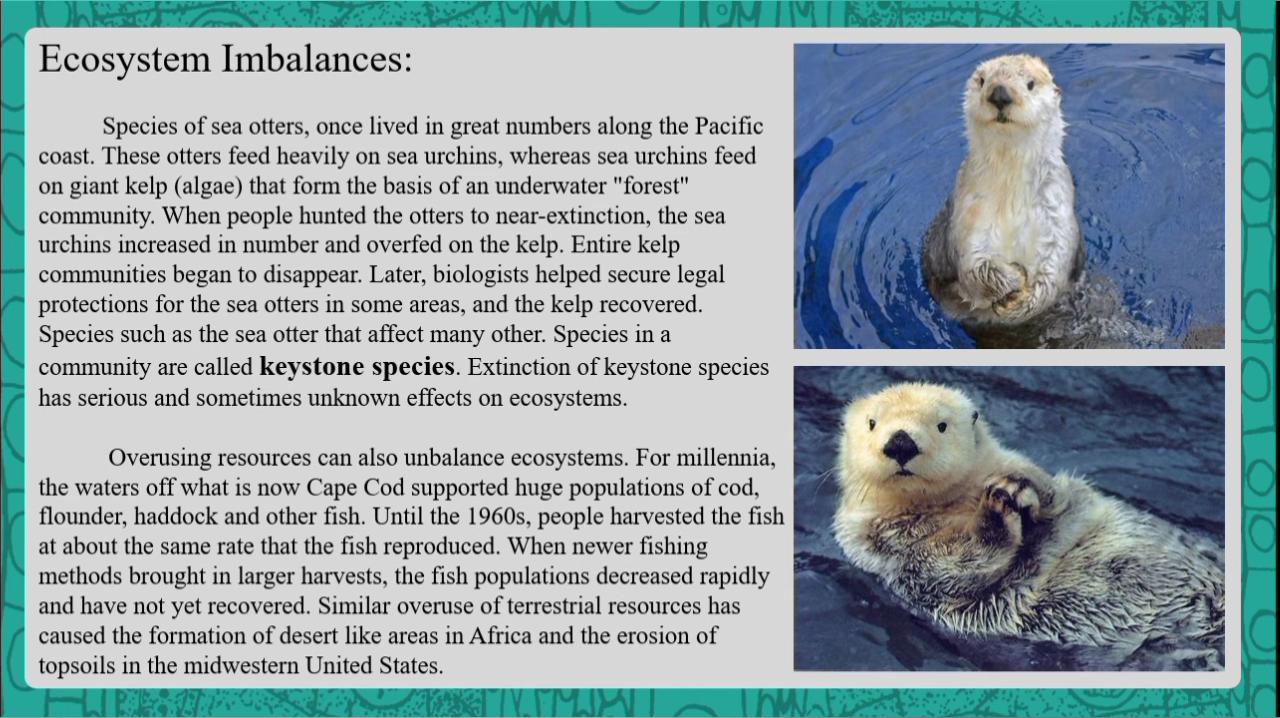 Ecosystem Imbalances:
Species of sea otters, once lived in great numbers along the Pacific
coast. These otters feed heavily on sea urchins, whereas sea urchins feed
on giant kelp (algae) that form the basis of an underwater "forest"
community. When people hunted the otters to near-extinction, the sea
urchins increased in number and overfed on the kelp. Entire kelp
communities began to disappear. Later, biologists helped secure legal
protections for the sea otters in some areas, and the kelp recovered.
Species such as the sea otter that affect many other. Species in a
community are called keystone species. Extinction of keystone species
has serious and sometimes unknown effects on ecosystems.
Overusing resources can also unbalance ecosystems. For millennia,
the waters off what is now Cape Cod supported huge populations of cod,
flounder, haddock and other fish. Until the 1960s, people harvested the fish
at about the same rate that the fish reproduced. When newer fishing
methods brought in larger harvests, the fish populations decreased rapidly
and have not yet recovered. Similar overuse of terrestrial resources has
caused the formation of desert like areas in Africa and the erosion of
topsoils in the midwestern United States.